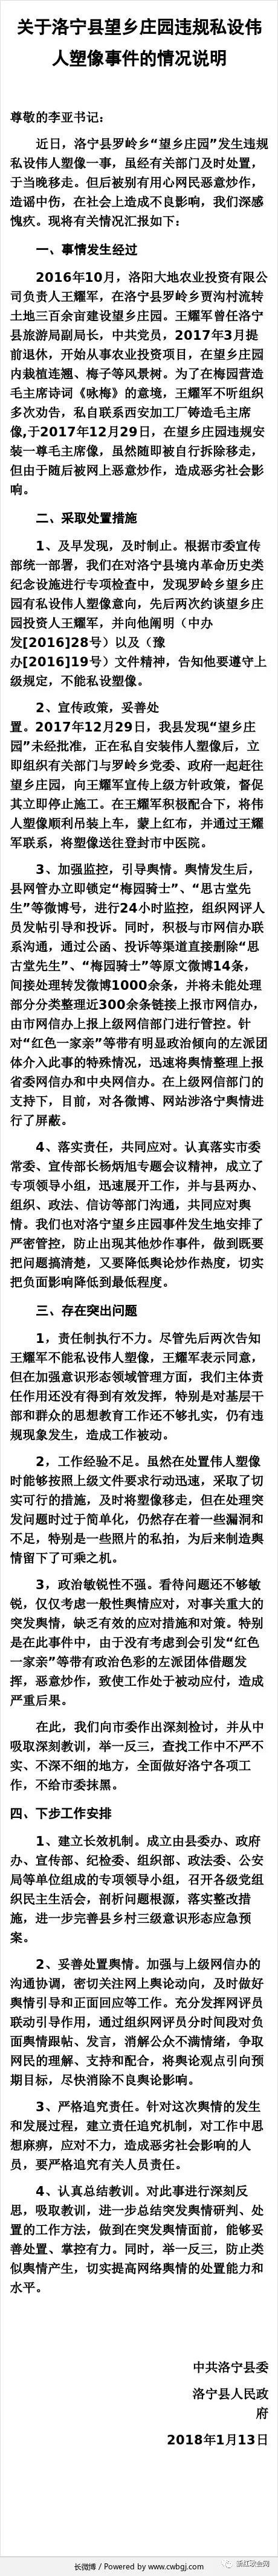 关于洛宁县望乡庄园违规私设伟
人塑像事件的情况说明
尊敬的李亚书记：
近日，洛宁县罗岭乡“望乡庄园”发生违规
私设伟人塑像一事，虽经有关部门及时处置，
于当晚移走。但后被别有用心网民恶意炒作，
造谣中伤，在社会上造成不良影响，我们深感
愧疚。现将有关情况汇报如下：
一、事情发生经过
2016年10月，洛阳大地农业投资有限公
司负责人王耀军，在洛宁县罗岭乡贾沟村流转
土地三百余亩建设望乡庄园。王耀军曾任洛宁
县旅游局副局长，中共党员，2017年3月提
前退休，开始从事农业投资项目，在望乡庄园
内栽植连翘、梅子等风景树。为了在梅园营造
毛主席诗词《咏梅》的意境，王耀军不听组织
多次劝告，私自联系西安加工厂铸造毛主席
像,于2017年12月29日，在望乡庄园违规安
装一尊毛主席像，虽然随即被自行拆除移走，
但由于随后被网上恶意炒作，造成恶劣社会影
响。
二、采取处置措施
1、及早发现，及时制止。根据市委宣传
部统一部署，我们在对洛宁县境内革命历史类
纪念设施进行专项检查中，发现罗岭乡望乡庄
园有私设伟人塑像意向，先后两次约谈望乡庄
园投资人王耀军，并向他阐明（中办
发[2016]28号）以及（豫
办[2016]19号）文件精神，告知他要遵守上
级规定，不能私设塑像。
2、宣传政策，妥善处
置。2017年12月29日，我县发现“望乡庄
园”未经批准，正在私自安装伟人塑像后，立
即组织有关部门与罗岭乡党委、政府一起赶往
望乡庄园，向王耀军宣传上级方针政策，督促
其立即停止施工。在王耀军积极配合下，将伟
人塑像顺利吊装上车，蒙上红布，并通过王耀
军联系，将塑像送往登封市中医院。
3、加强监控，引导舆情。舆情发生后，
县网管办立即锁定“梅园骑士”、“思古堂先
生”等微博号，进行24小时监控，组织网评人
员发帖引导和投诉。同时，积极与市网信办联
系沟通，通过公函、投诉等渠道直接删除“思
古堂先生”、“梅园骑士”等原文微博14条，
间接处理转发微博1000余条，并将未能处理
部分分类整理近300余条链接上报市网信办，
由市网信办上报上级网信部门进行管控。针
对“红色一家亲”等带有明显政治倾向的左派团
体介入此事的特殊情况，迅速将舆情整理上报
省委网信办和中央网信办。在上级网信部门的
支持下，目前，对各微博、网站涉洛宁舆情进
行了屏蔽。
4、落实责任，共同应对。认真落实市委
常委、宣传部长杨炳旭专题会议精神，成立了
专项领导小组，迅速展开工作，并与县两办、
组织、政法、信访等部门沟通，共同应对舆
情。我们也对洛宁望乡庄园事件发生地安排了
严密管控，防止出现其他炒作事件，做到既要
把问题搞清楚，又要降低舆论炒作热度，切实
把负面影响降低到最低程度。
三、存在突出问题
1，责任制执行不力。尽管先后两次告知
王耀军不能私设伟人塑像，王耀军表示同意，
但在加强意识形态领域管理方面，我们主体责
任作用还没有得到有效发挥，特别是对基层干
部和群众的思想教育工作还不够扎实，仍有违
规现象发生，造成工作被动。
2，工作经验不足。虽然在处置伟人塑像
时能够按照上级文件要求行动迅速，采取了切
实可行的措施，及时将塑像移走，但在处理突
发问题时过于简单化，仍然存在着一些漏洞和
不足，特别是一些照片的私拍，为后来制造舆
情留下了可乘之机。
3，政治敏锐性不强。看待问题还不够敏
锐，仅仅考虑一般性舆情应对，对事关重大的
突发舆情，缺乏有效的应对措施和对策。特别
是在此事件中，由于没有考虑到会引发“红色
一家亲”等带有政治色彩的左派团体借题发
挥，恶意炒作，致使工作处于被动应付，造成
严重后果。
在此，我们向市委作出深刻检讨，并从中
吸取深刻教训，举一反三，查找工作中不严不
实、不深不细的地方，全面做好洛宁各项工
作，不给市委抹黑。
四、下步工作安排
1、建立长效机制。成立由县委办、政府
办、宣传部、纪检委、组织部、政法委、公安
局等单位组成的专项领导小组，召开各级党组
织民主生活会，剖析问题根源，落实整改措
施，进一步完善县乡村三级意识形态应急预
案。
2、妥善处置舆情。加强与上级网信办的
沟通协调，密切关注网上舆论动向，及时做好
舆情引导和正面回应等工作。充分发挥网评员
联动引导作用，通过组织网评员分时间段对负
面舆情跟帖、发言，消解公众不满情绪，争取
网民的理解、支持和配合，将舆论观点引向预
期目标，尽快消除不良舆论影响。
3、严格追究责任。针对这次舆情的发生
和发展过程，建立责任追究机制，对工作中思
想麻痹，应对不力，造成恶劣社会影响的人
员，要严格追究有关人员责任。
4、认真总结教训。对此事进行深刻反
思，吸取教训，进一步总结突发舆情研判、处
置的工作方法，做到在突发舆情面前，能够妥
善处置、掌控有力。同时，举一反三，防止类
似舆情产生，切实提高网络舆情的处置能力和
水平。
中共洛宁县委
洛宁县人民政
府
2018年1月13日
长微博 / Powered by www.cwbgj.com